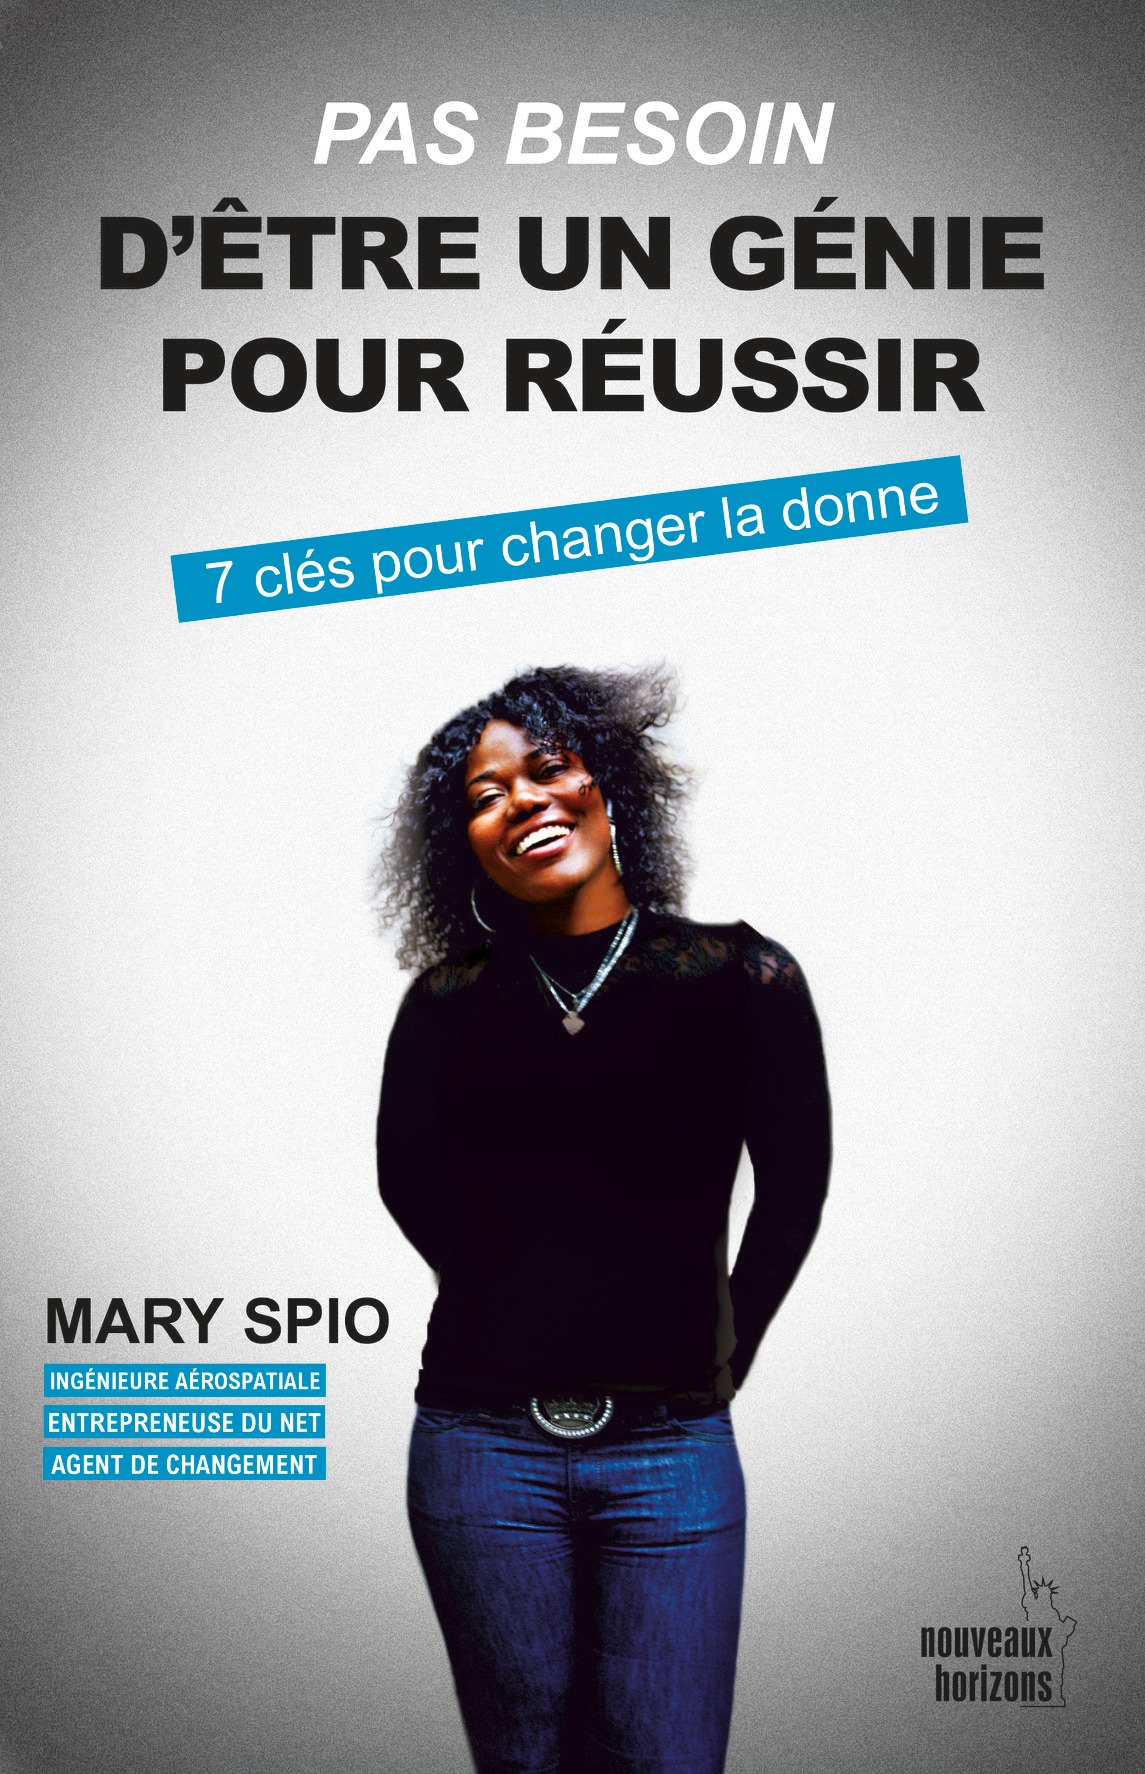 PAS BESOIN
D'ÊTRE UN GÉNIE
POUR RÉUSSIR
7 clés pour changer la donne
MARY SPIO
INGÉNIEURE AÉROSPATIALE
ENTREPRENEUSE DU NET
AGENT DE CHANGEMENT
nouveaux
horizons